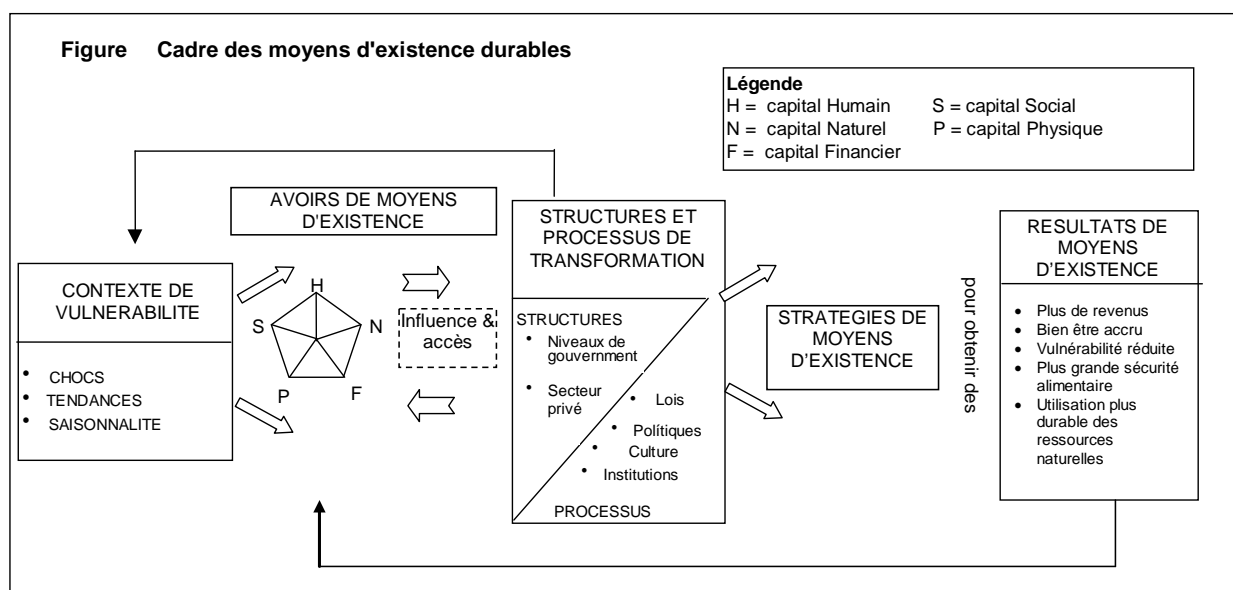 Figure Cadre des moyens d'existence durables
Légende
H = capital Humain S = capital Social
N = capital Naturel P = capital Physique
F = capital Financier
AVOIRS DE MOYENS
D'EXISTENCE
CONTEXTE DE
VULNERABILITE
• CHOCS
• TENDANCES
• SAISONNALITE
H
S
N
P
F
Influence &
accès
STRUCTURES ET
PROCESSUS DE
TRANSFORMATION
STRUCTURES
• Niveaux de
gouvernment
• Secteur
privé
• Lois
• Polítiques
• Culture
• Institutions
PROCESSUS
STRATEGIES DE
MOYENS
D'EXISTENCE
pour obtenir des
RESULTATS DE
MOYENS
D'EXISTENCE
• Plus de revenus
• Bien être accru
• Vulnérabilité réduite
• Plus grande sécurité
alimentaire
• Utilisation plus
durable des
ressources
naturelles